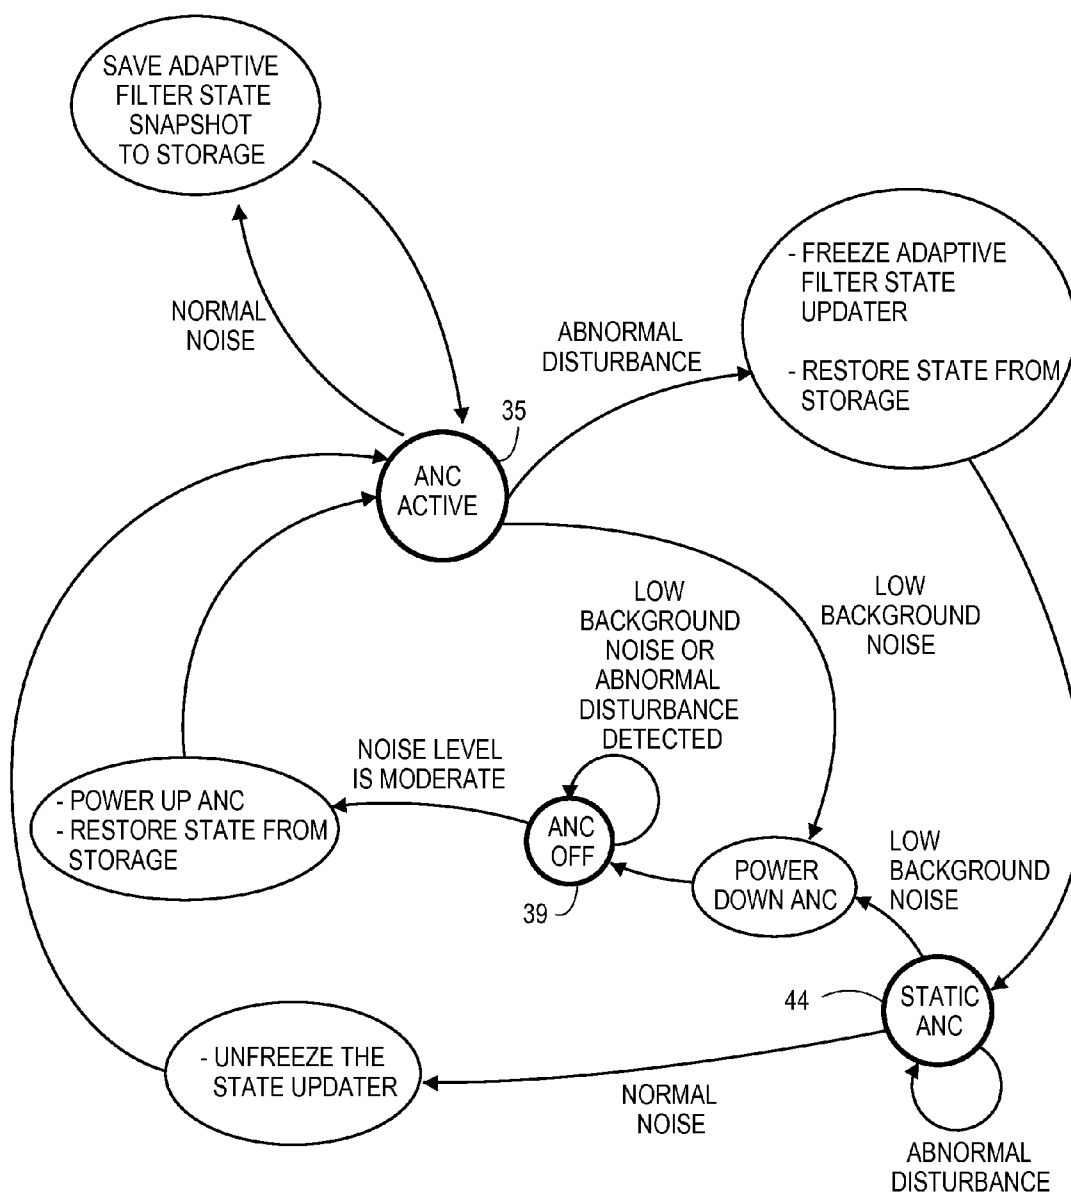 SAVE ADAPTIVE
FILTER STATE
SNAPSHOT
TO STORAGE
- FREEZE ADAPTIVE
FILTER STATE
UPDATER
- RESTORE STATE FROM
STORAGE
NORMAL
NOISE
ABNORMAL
DISTURBANCE
35
ANC
ACTIVE
LOW
BACKGROUND
NOISE
LOW
BACKGROUND
NOISE OR
ABNORMAL
DISTURBANCE
DETECTED
NOISE LEVEL
IS MODERATE
- POWER UP ANC
- RESTORE STATE FROM
STORAGE
ANC
OFF
39
POWER
DOWN ANC
LOW
BACKGROUND
NOISE
44
STATIC
ANC
- UNFREEZE THE
STATE UPDATER
NORMAL
NOISE
ABNORMAL
DISTURBANCE